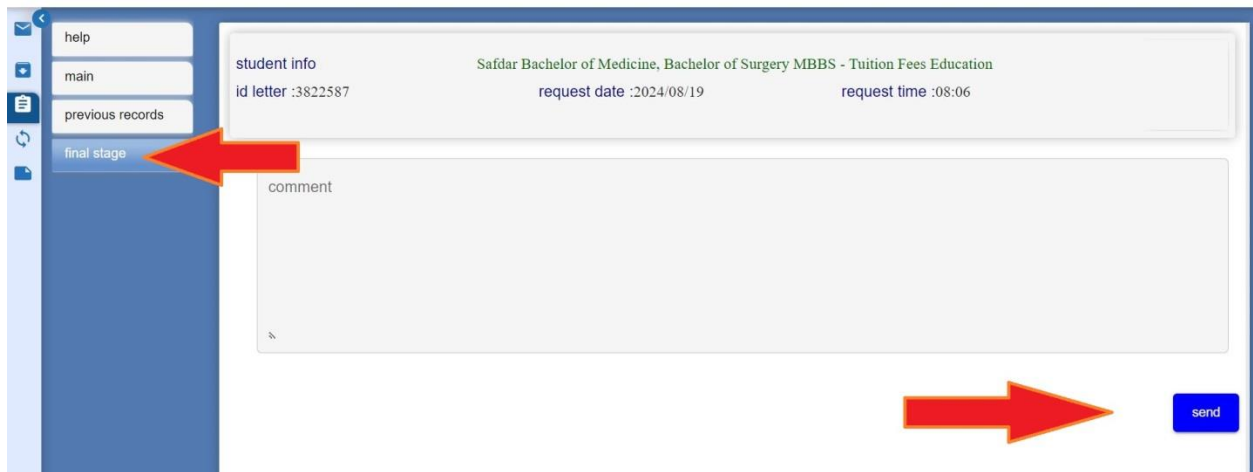 help
main
previous records
final stage
student info Safdar Bachelor of Medicine, Bachelor of Surgery MBBS - Tuition Fees Education
id letter :3822587 request date :2024/08/19 request time :08:06
comment
send